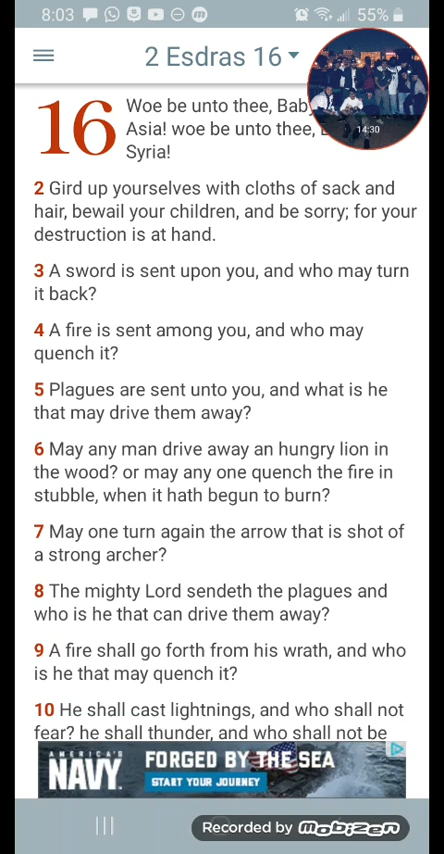 8:03
55%
2 Esdras 16
14:30
16 Woe be unto thee,
Asia! woe be unto thee,
Syria!
2 Gird up yourselves with cloths of sack and
hair, bewail your children, and be sorry; for your
destruction is at hand.
3 A sword is sent upon you, and who may turn
it back?
4 A fire is sent among you, and who may
quench it?
5 Plagues are sent unto you, and what is he
that may drive them away?
6 May any man drive away an hungry lion in
the wood? or may any one quench the fire in
stubble, when it hath begun to burn?
7 May one turn again the arrow that is shot of
a strong archer?
8 The mighty Lord sendeth the plagues and
who is he that can drive them away?
9 A fire shall go forth from his wrath, and who
is he that may quench it?
10 He shall cast lightnings, and who shall not
fear? he shall thunder, and who shall not be
AMERICA'S
NAVY
FORGED BY THE SEA
START YOUR JOURNEY
Recorded by mobizen